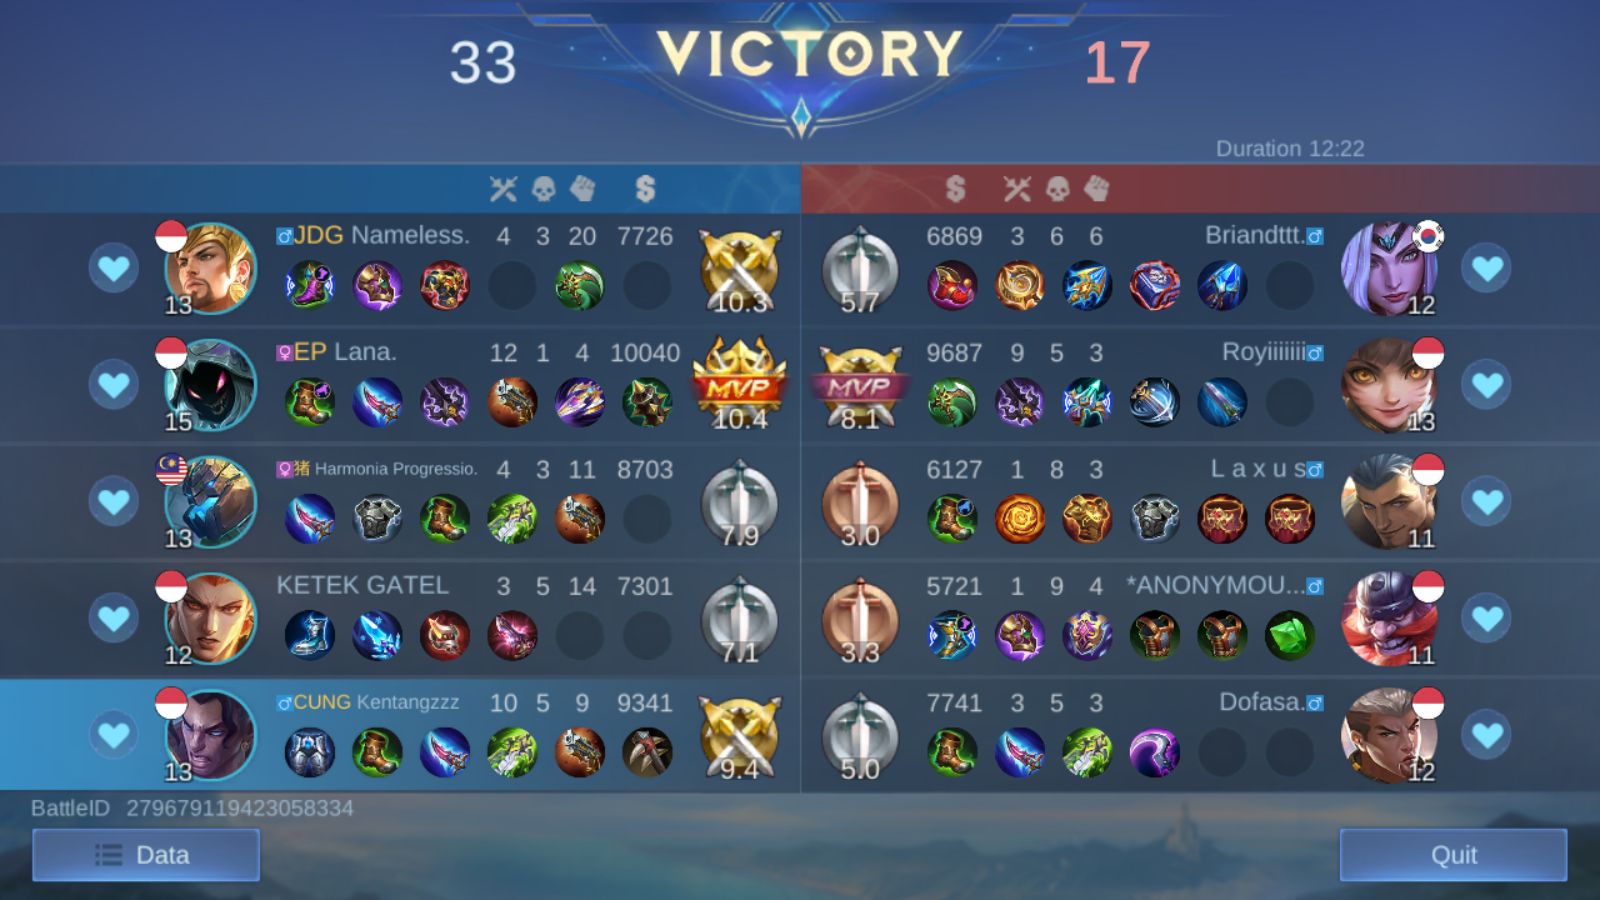 33 VICTORY 17
Duration 12:22
JDG Nameless. 4 3 20 7726
13 10.3
5.7 6869 3 6 6 Briandttt.
12
EP Lana. 12 1 4 10040
15 MVP 10.4
MVP 8.1 9687 9 5 3 Royiiiiiii
13
猪 Harmonia Progressio. 4 3 11 8703
13 7.9
3.0 6127 1 8 3 L a x u s
11
KETEK GATEL 3 5 14 7301
12 7.1
3.3 5721 1 9 4 *ANONYMOU...
11
CUNG Kentangzzz 10 5 9 9341
13 9.4
5.0 7741 3 5 3 Dofasa.
12
BattleID 279679119423058334
Data
Quit